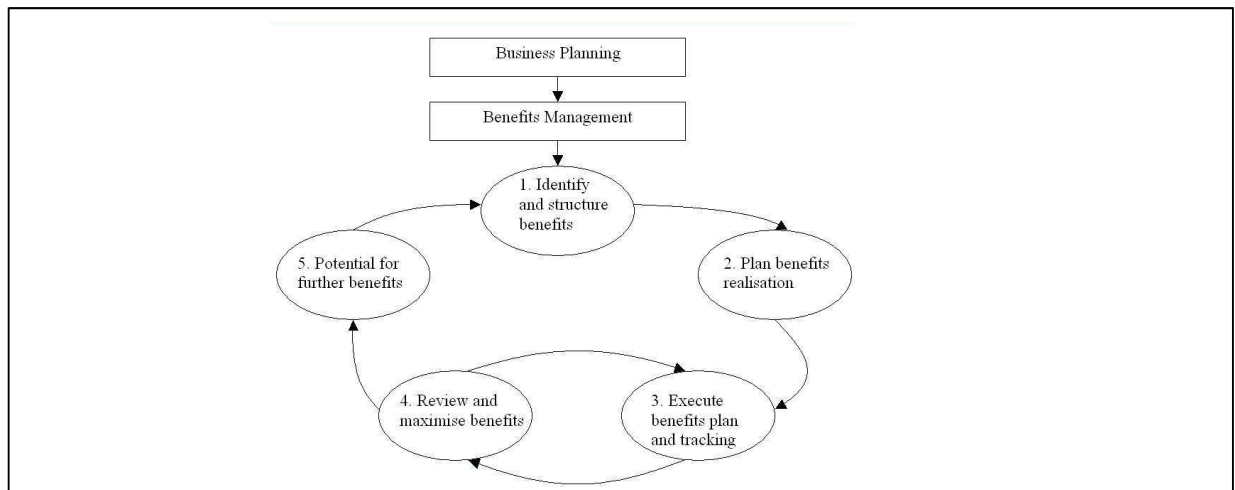 Business Planning
Benefits Management
1. Identify
and structure
benefits
2. Plan benefits
realisation
3. Execute
benefits plan
and tracking
4. Review and
maximise benefits
5. Potential for
further benefits